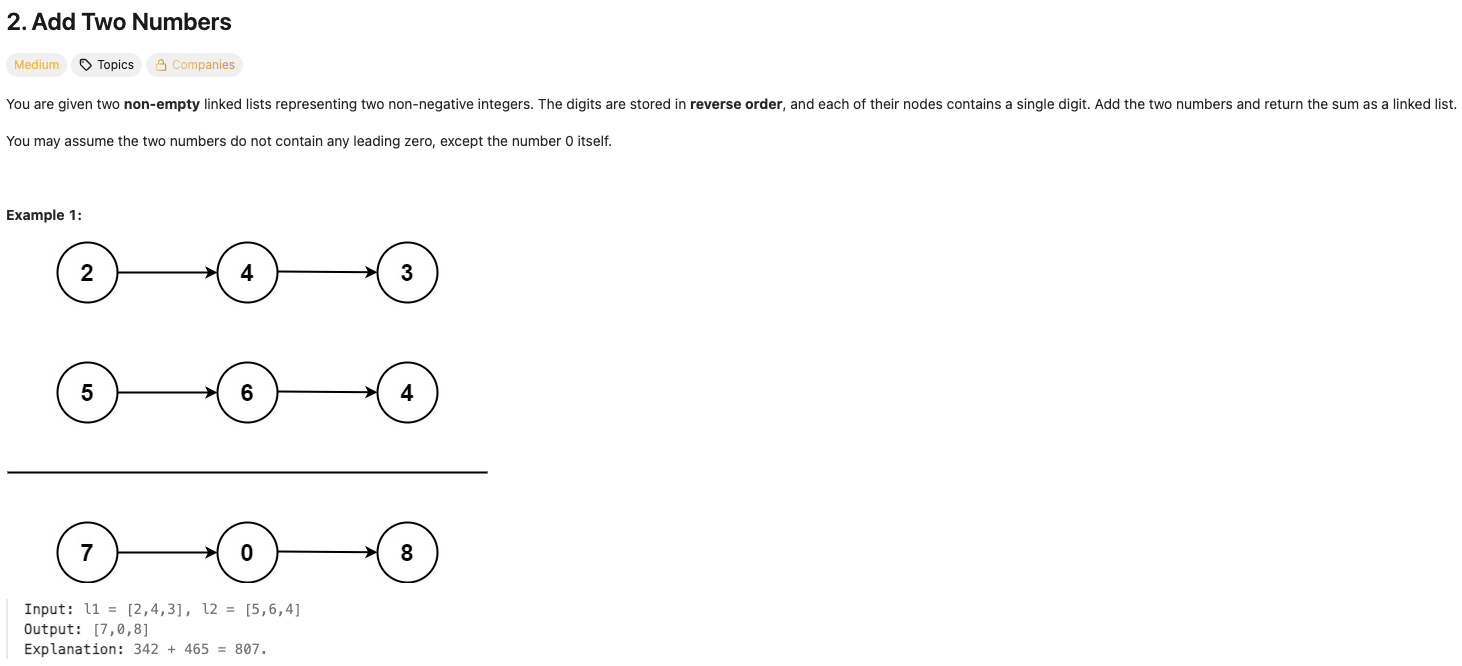 2. Add Two Numbers
Medium Topics Companies
You are given two non-empty linked lists representing two non-negative integers. The digits are stored in reverse order, and each of their nodes contains a single digit. Add the two numbers and return the sum as a linked list.
You may assume the two numbers do not contain any leading zero, except the number 0 itself.
Example 1:
2 4 3
5 6 4
7 0 8
Input: l1 = [2,4,3], l2 = [5,6,4]
Output: [7,0,8]
Explanation: 342 + 465 = 807.